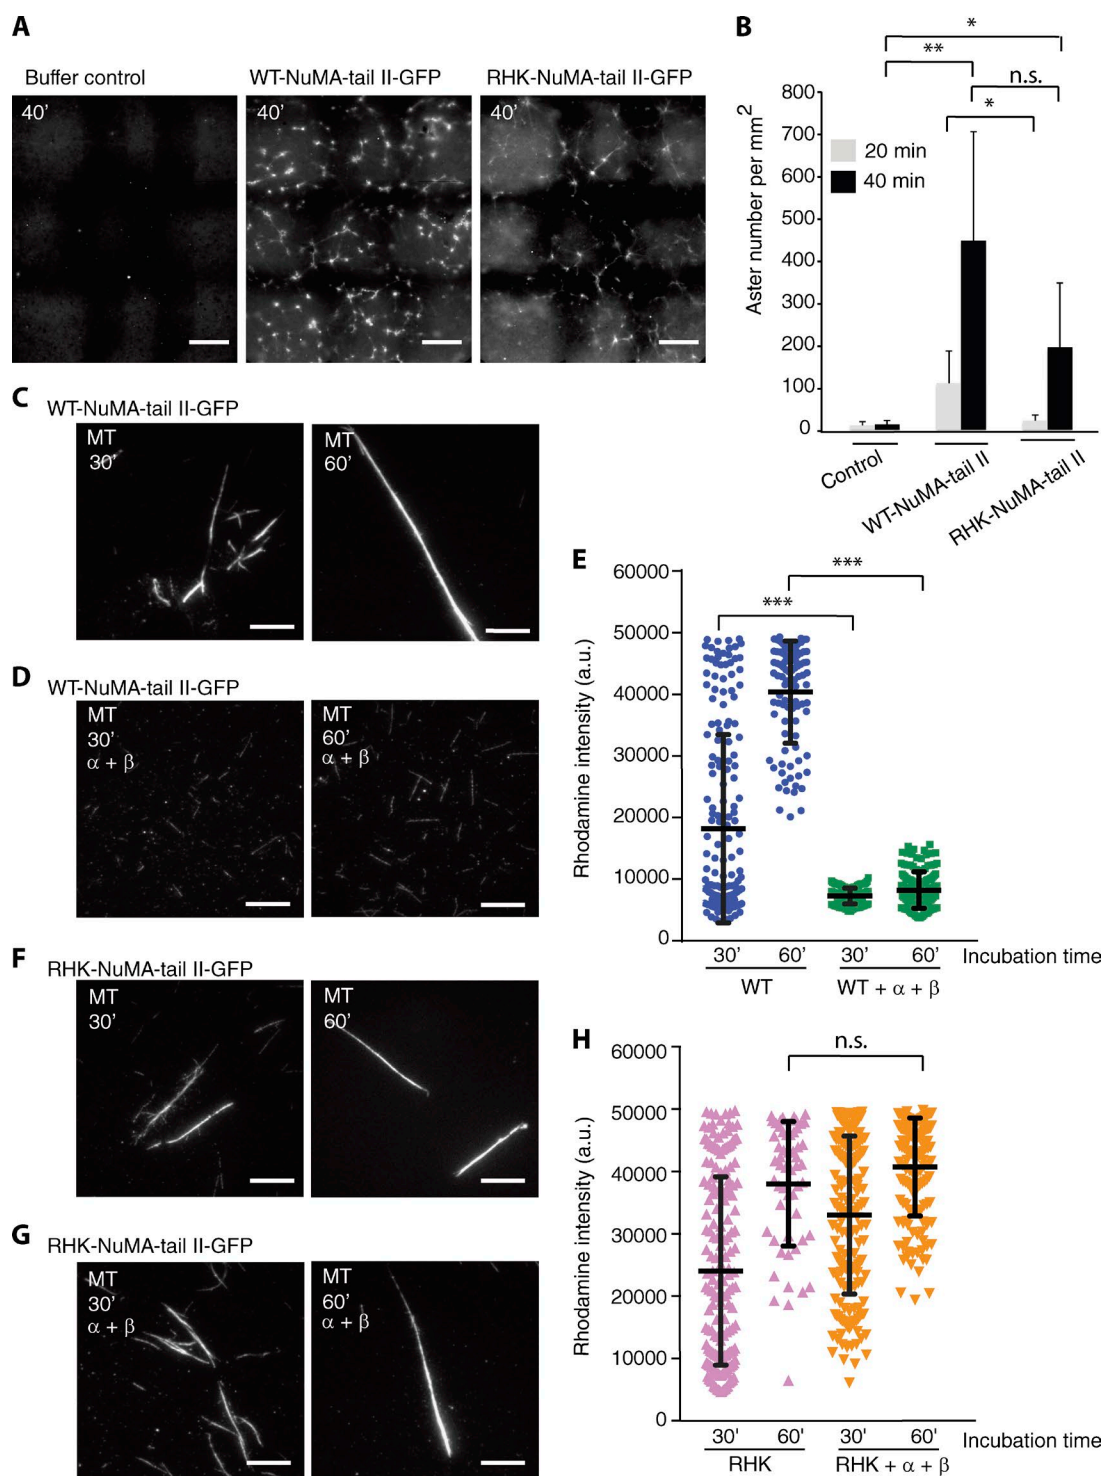 A
Buffer control
WT-NuMA-tail II-GFP
RHK-NuMA-tail II-GFP
40'
40'
40'
B
*
**
n.s.
*
800
700
600
500
400
300
200
100
0
Aster number per mm²
20 min
40 min
Control
WT-NuMA-tail II
RHK-NuMA-tail II
C
WT-NuMA-tail II-GFP
MT
30'
MT
60'
D
WT-NuMA-tail II-GFP
MT
30'
α + β
MT
60'
α + β
E
***
***
60000
50000
40000
30000
20000
10000
0
Rhodamine intensity (a.u.)
30' 60' 30' 60' Incubation time
WT WT + α + β
F
RHK-NuMA-tail II-GFP
MT
30'
MT
60'
G
RHK-NuMA-tail II-GFP
MT
30'
α + β
MT
60'
α + β
H
n.s.
60000
50000
40000
30000
20000
10000
0
Rhodamine intensity (a.u.)
30' 60' 30' 60' Incubation time
RHK RHK + α + β